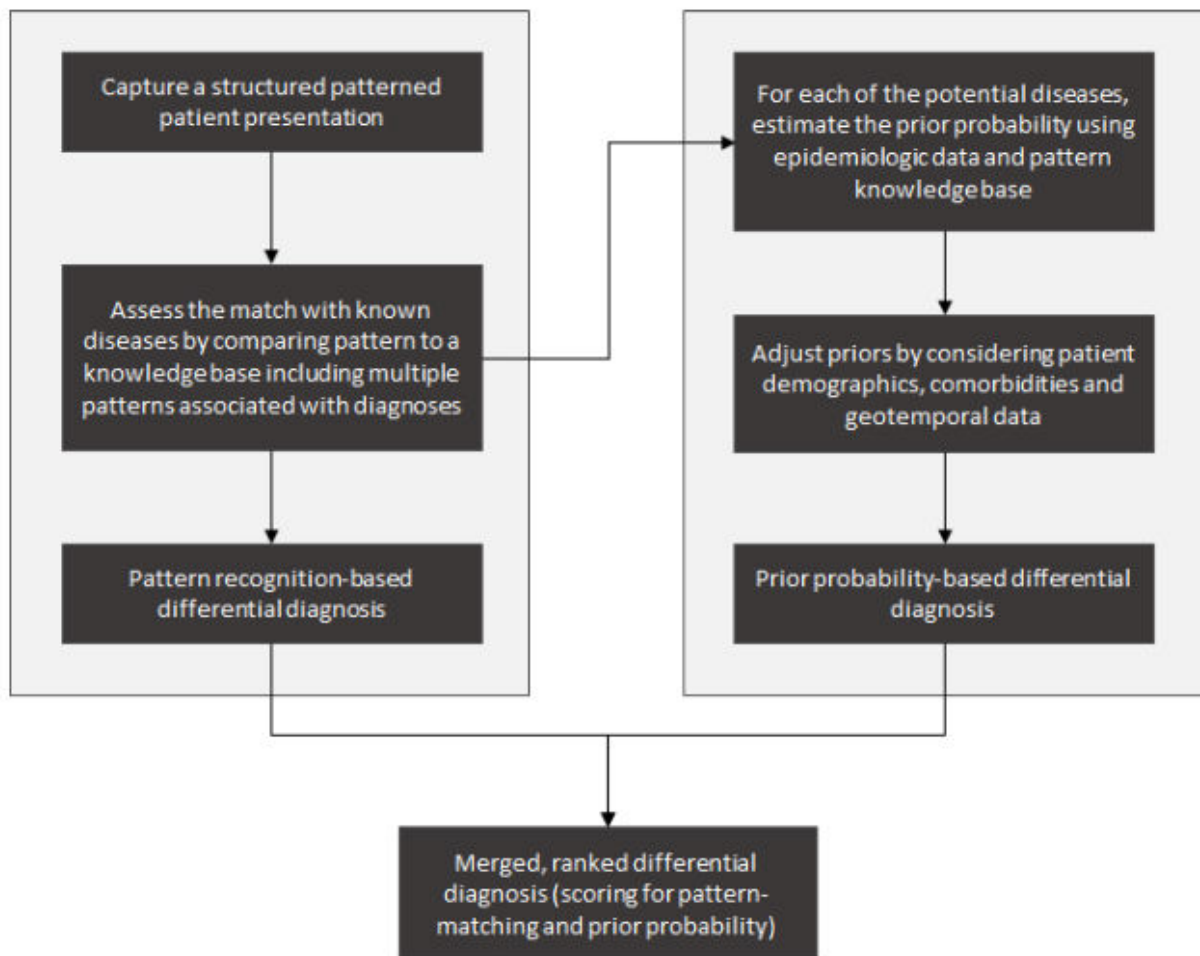 Capture a structured patterned
patient presentation
Assess the match with known
diseases by comparing pattern to a
knowledge base including multiple
patterns associated with diagnoses
Pattern recognition-based
differential diagnosis
For each of the potential diseases,
estimate the prior probability using
epidemiologic data and pattern
knowledge base
Adjust priors by considering patient
demographics, comorbidities and
geotemporal data
Prior probability-based differential
diagnosis
Merged, ranked differential
diagnosis (scoring for pattern-
matching and prior probability)